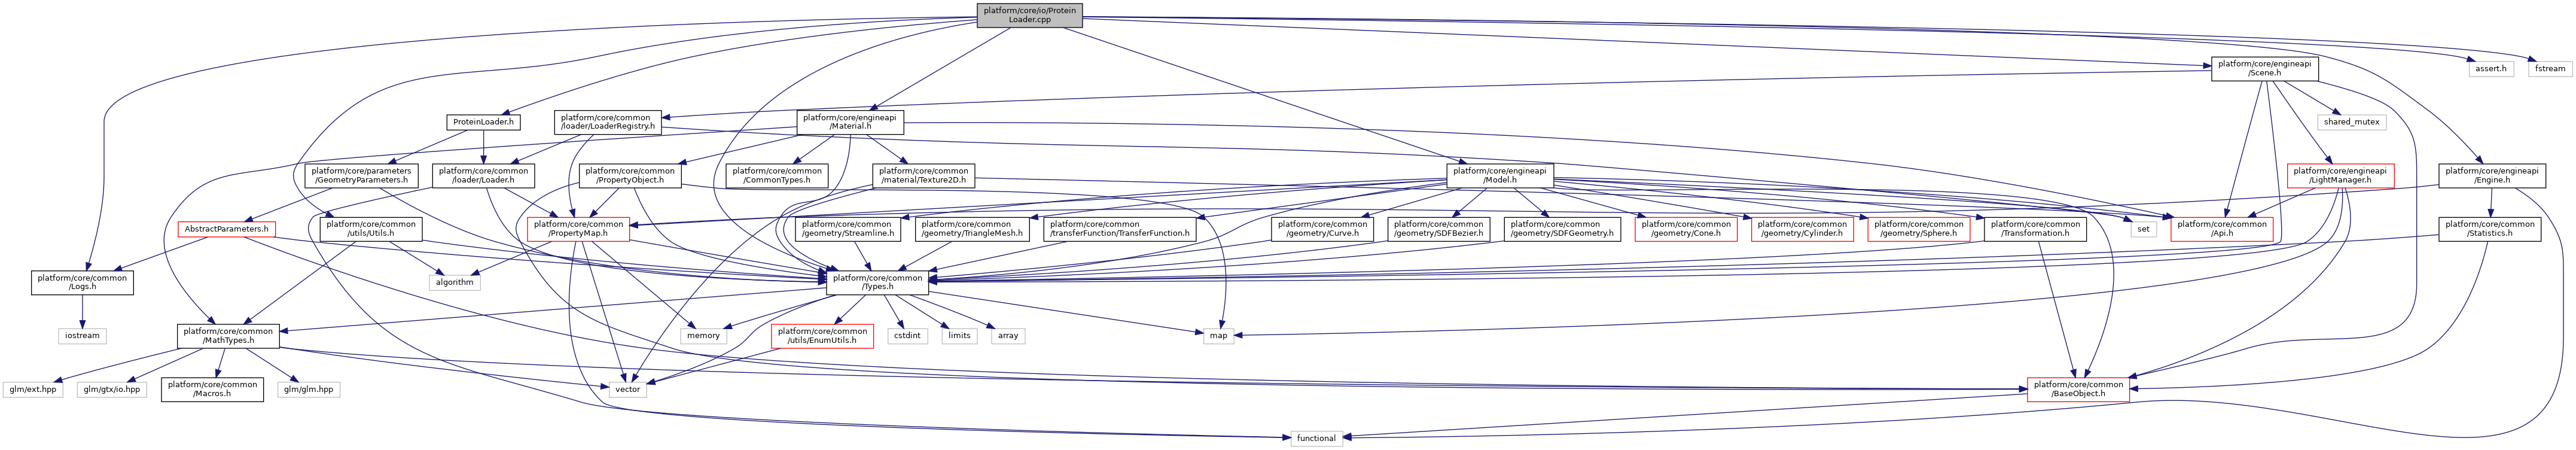 platform/core/io/Protein
Loader.cpp
platform/core/engineapi
/Scene.h
assert.h
fstream
ProteinLoader.h
platform/core/common
/loader/LoaderRegistry.h
platform/core/engineapi
/Material.h
shared_mutex
platform/core/parameters
/GeometryParameters.h
platform/core/common
/loader/Loader.h
platform/core/common
/PropertyObject.h
platform/core/common
/CommonTypes.h
platform/core/common
/material/Texture2D.h
platform/core/engineapi
/Model.h
platform/core/engineapi
/LightManager.h
platform/core/engineapi
/Engine.h
AbstractParameters.h
platform/core/common
/utils/Utils.h
platform/core/common
/PropertyMap.h
platform/core/common
/geometry/Streamline.h
platform/core/common
/geometry/TriangleMesh.h
platform/core/common
/transferFunction/TransferFunction.h
platform/core/common
/geometry/Curve.h
platform/core/common
/geometry/SDFBezier.h
platform/core/common
/geometry/SDFGeometry.h
platform/core/common
/geometry/Cone.h
platform/core/common
/geometry/Cylinder.h
platform/core/common
/geometry/Sphere.h
platform/core/common
/Transformation.h
set
platform/core/common
/Api.h
platform/core/common
/Statistics.h
platform/core/common
/Logs.h
algorithm
platform/core/common
/Types.h
iostream
platform/core/common
/MathTypes.h
memory
platform/core/common
/utils/EnumUtils.h
cstdint
limits
array
map
glm/ext.hpp
glm/gtx/io.hpp
platform/core/common
/Macros.h
glm/glm.hpp
vector
platform/core/common
/BaseObject.h
functional